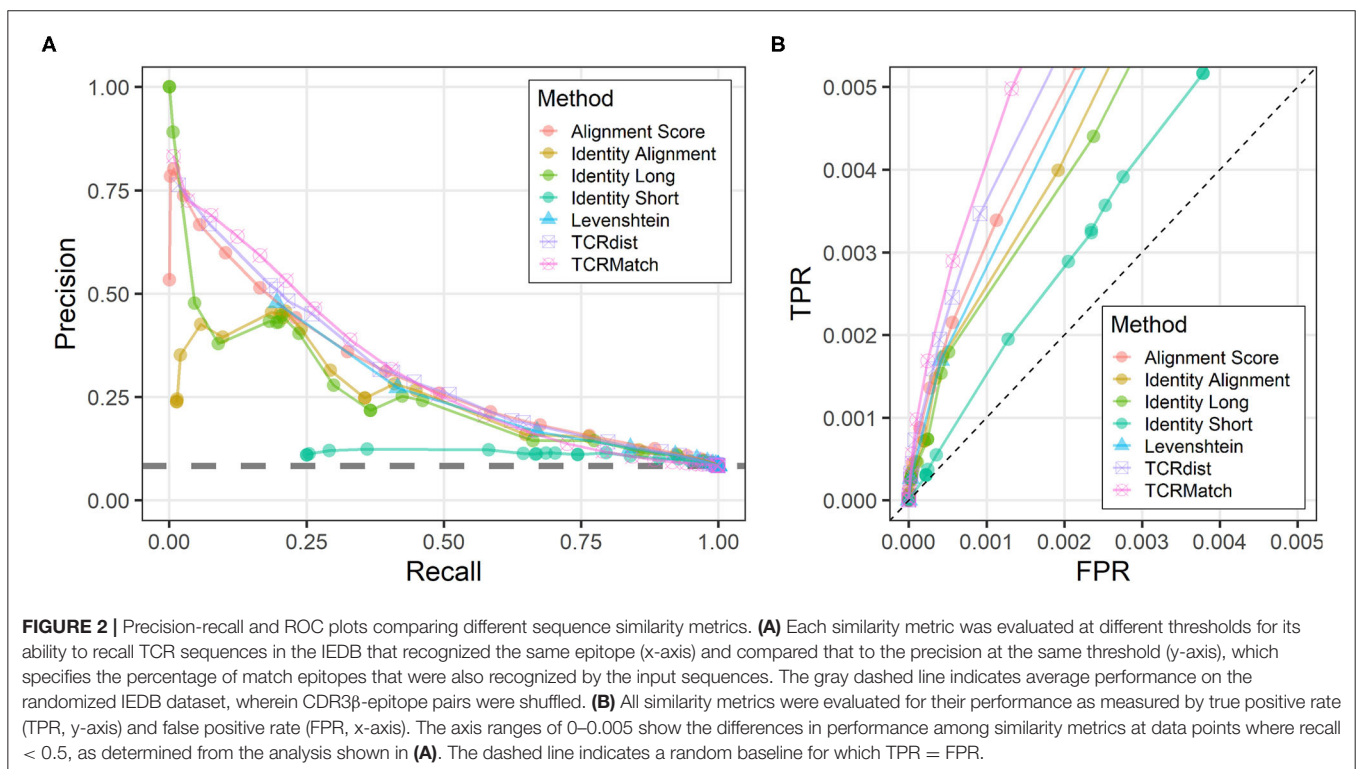 A
B
1.00
0.75
0.50
0.25
0.00
Precision
0.00
0.25
0.50
0.75
1.00
Recall
Method
Alignment Score
Identity Alignment
Identity Long
Identity Short
Levenshtein
TCRdist
TCRMatch
0.005
0.004
0.003
0.002
0.001
0.000
TPR
0.000
0.001
0.002
0.003
0.004
0.005
FPR
Method
Alignment Score
Identity Alignment
Identity Long
Identity Short
Levenshtein
TCRdist
TCRMatch
FIGURE 2 | Precision-recall and ROC plots comparing different sequence similarity metrics. (A) Each similarity metric was evaluated at different thresholds for its
ability to recall TCR sequences in the IEDB that recognized the same epitope (x-axis) and compared that to the precision at the same threshold (y-axis), which
specifies the percentage of match epitopes that were also recognized by the input sequences. The gray dashed line indicates average performance on the
randomized IEDB dataset, wherein CDR3β-epitope pairs were shuffled. (B) All similarity metrics were evaluated for their performance as measured by true positive rate
(TPR, y-axis) and false positive rate (FPR, x-axis). The axis ranges of 0–0.005 show the differences in performance among similarity metrics at data points where recall
< 0.5, as determined from the analysis shown in (A). The dashed line indicates a random baseline for which TPR = FPR.